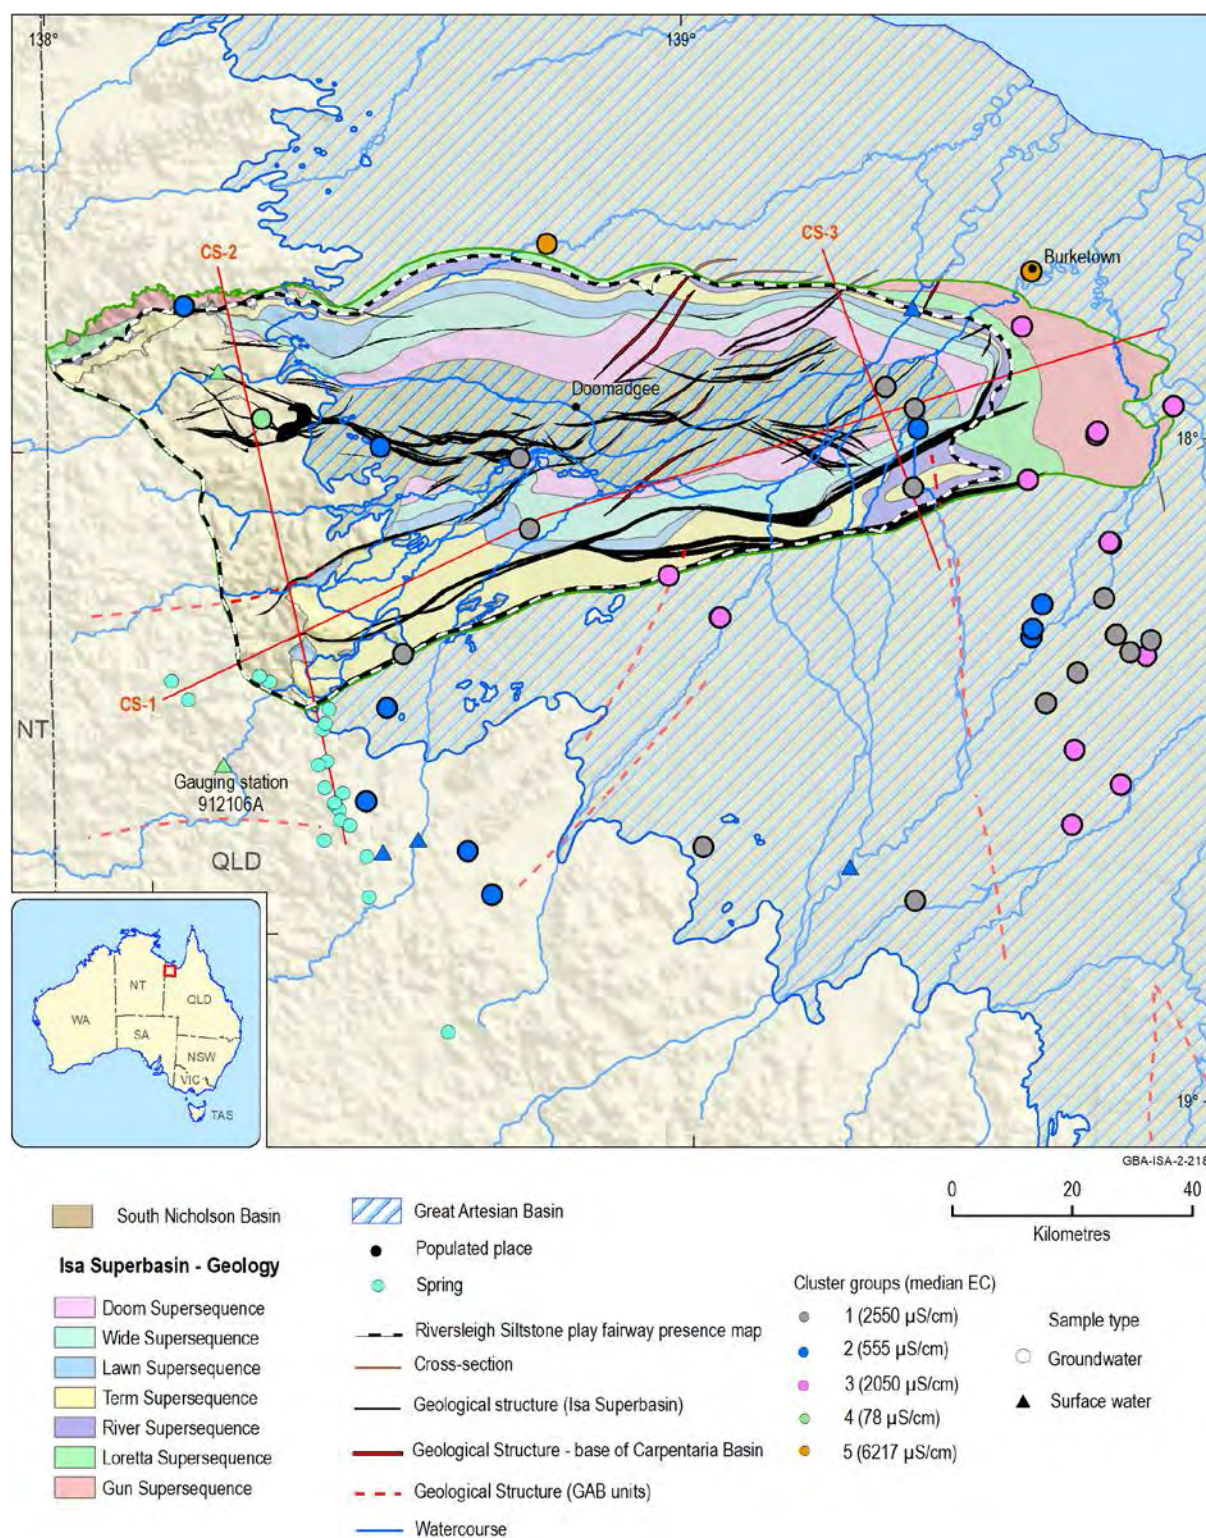 138°
139°
CS-2
CS-3
Burketown
Doomadgee
18°
CS-1
NT
Gauging station
912106A
QLD
19°
NT
QLD
WA
SA
NSW
VIC
TAS
GBA-ISA-2-218
0 20 40
Kilometres
South Nicholson Basin
Isa Superbasin - Geology
Doom Supersequence
Wide Supersequence
Lawn Supersequence
Term Supersequence
River Supersequence
Loretta Supersequence
Gun Supersequence
Great Artesian Basin
Populated place
Spring
Riversleigh Siltstone play fairway presence map
Cross-section
Geological structure (Isa Superbasin)
Geological Structure - base of Carpentaria Basin
Geological Structure (GAB units)
Watercourse
Cluster groups (median EC)
1 (2550 µS/cm)
2 (555 µS/cm)
3 (2050 µS/cm)
4 (78 µS/cm)
5 (6217 µS/cm)
Sample type
Groundwater
Surface water